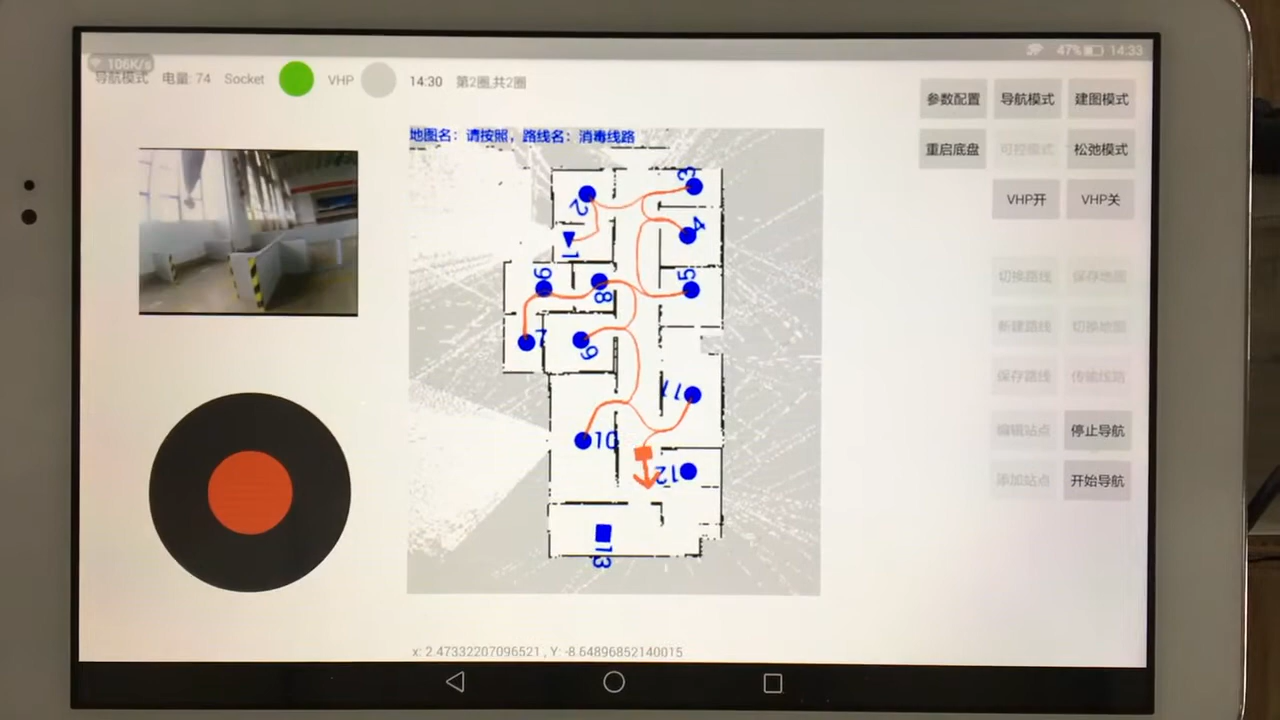 106K/s
47% 14:33
导航模式 电量: 74 Socket VHP 14:30 第2圈,共2圈
参数配置 导航模式 建图模式
重启底盘 可控模式 松弛模式
VHP开 VHP关
地图名：请按照，路线名：消毒线路
3
2
4
1
6
8
5
7
9
11
10
12
13
切换路线 保存地图
新建路线 切换地图
保存路线 传输线路
编辑站点 停止导航
添加站点 开始导航
x: 2.47332207096521 , Y: -8.64896852140015